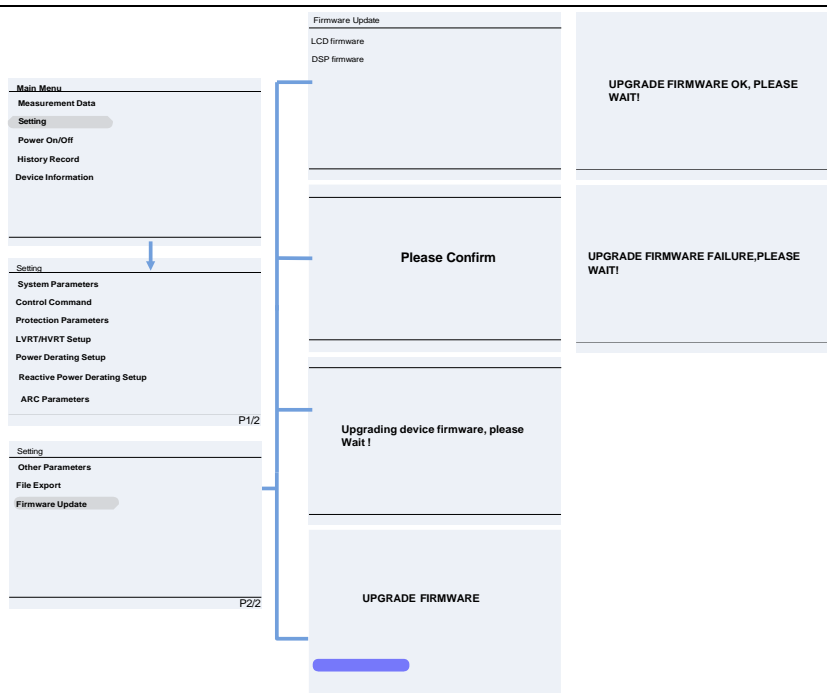 Main Menu
Measurement Data
Setting
Power On/Off
History Record
Device Information
Setting
System Parameters
Control Command
Protection Parameters
LVRT/HVRT Setup
Power Derating Setup
Reactive Power Derating Setup
ARC Parameters
P1/2
Setting
Other Parameters
File Export
Firmware Update
P2/2
Firmware Update
LCD firmware
DSP firmware
Please Confirm
Upgrading device firmware, please
Wait !
UPGRADE FIRMWARE
UPGRADE FIRMWARE OK, PLEASE
WAIT!
UPGRADE FIRMWARE FAILURE,PLEASE
WAIT!